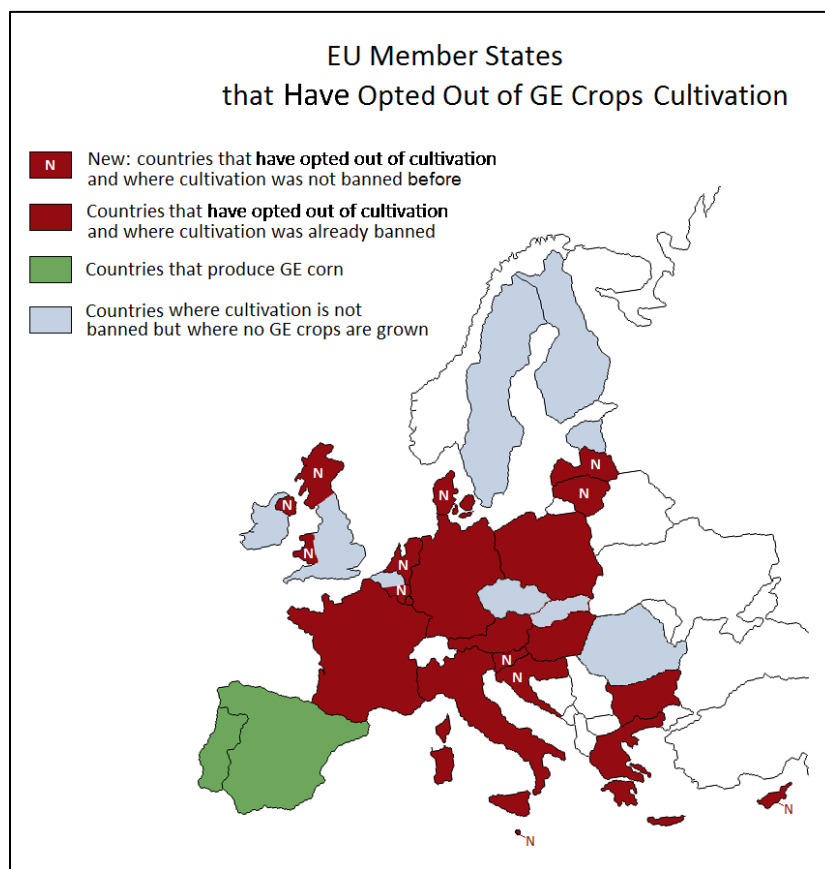 EU Member States
that Have Opted Out of GE Crops Cultivation
N New: countries that have opted out of cultivation
and where cultivation was not banned before
Countries that have opted out of cultivation
and where cultivation was already banned
Countries that produce GE corn
Countries where cultivation is not
banned but where no GE crops are grown
N
N
N
N
N
N
N
N
N
N
N
N